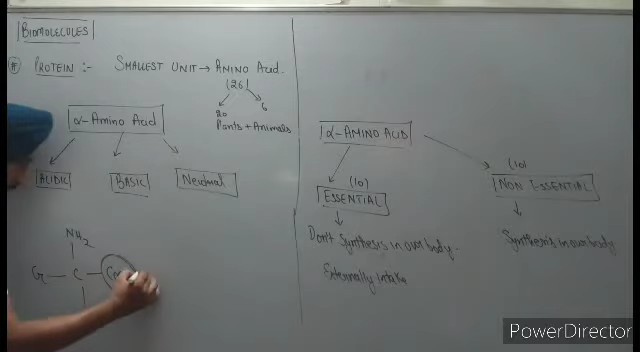 BIOMOLECULES
# PROTEIN :- SMALLEST UNIT → AMINO Acid.
(26)
20 6
Pants + Animals
α-Amino Acid
ACIDIC BASIC Neutral
NH2
G — C —
α-AMINO ACID
(10) (10)
ESSENTIAL NON ESSENTIAL
Don't Synthesis in our body.
Externally Intake
Synthesis in our body
PowerDirector